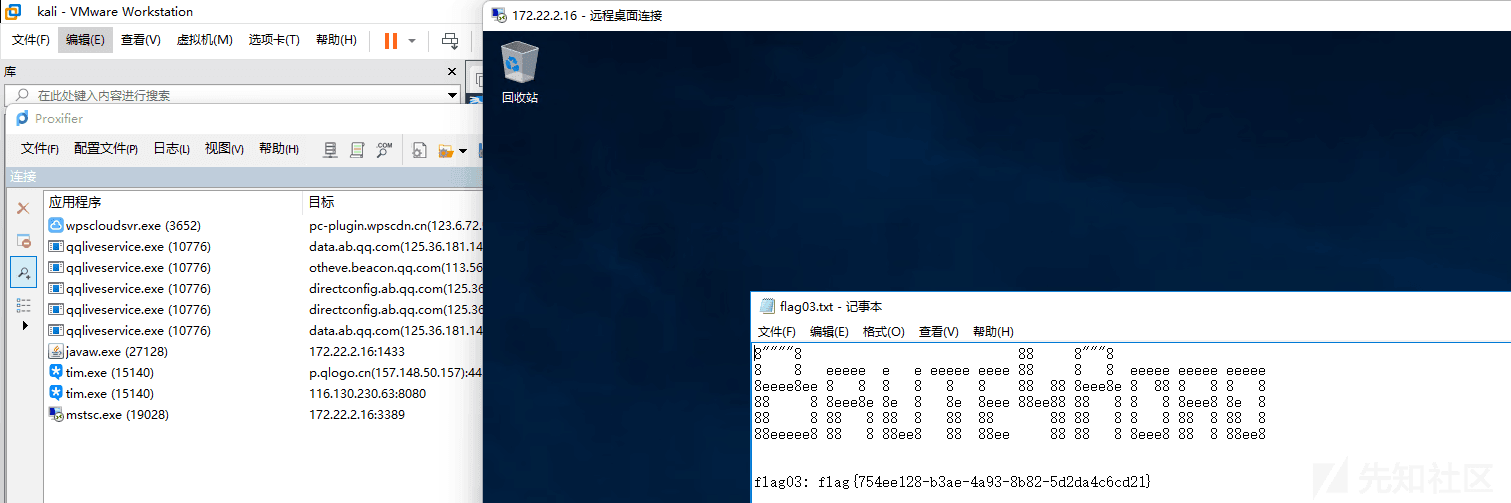 kali - VMware Workstation
文件(F) 编辑(E) 查看(V) 虚拟机(M) 选项卡(T) 帮助(H)
库
在此处键入内容进行搜索
Proxifier
文件(F) 配置文件(P) 日志(L) 视图(V) 帮助(H) .COM
连接
应用程序 目标
wpscloudsvr.exe (3652) pc-plugin.wpscdn.cn(123.6.72.
qqliveservice.exe (10776) data.ab.qq.com(125.36.181.14
qqliveservice.exe (10776) otheve.beacon.qq.com(113.56
qqliveservice.exe (10776) directconfig.ab.qq.com(125.36
qqliveservice.exe (10776) directconfig.ab.qq.com(125.36
qqliveservice.exe (10776) data.ab.qq.com(125.36.181.14
javaw.exe (27128) 172.22.2.16:1433
tim.exe (15140) p.qlogo.cn(157.148.50.157):44
tim.exe (15140) 116.130.230.63:8080
mstsc.exe (19028) 172.22.2.16:3389
172.22.2.16 - 远程桌面连接
回收站
flag03.txt - 记事本
文件(F) 编辑(E) 格式(O) 查看(V) 帮助(H)
flag03: flag{754ee128-b3ae-4a93-8b82-5d2da4c6cd21}
先知社区